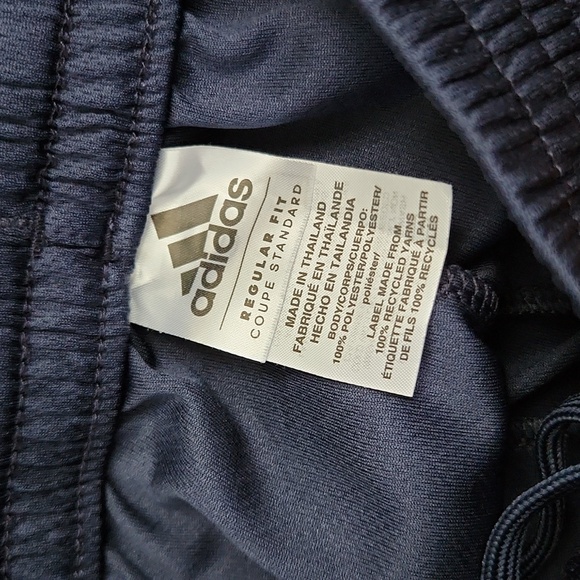 adidas
REGULAR FIT
COUPE STANDARD
MADE IN THAILAND
FABRIQUÉ EN THAÏLANDE
HECHO EN TAILANDIA
BODY/CORPS/CUERPO:
100% POLYESTER/POLYESTER/
poliéster/
LABEL MADE FROM
100% RECYCLED YARNS
ÉTIQUETTE FABRIQUÉ À PARTIR
DE FILS 100% RECYCLÉS